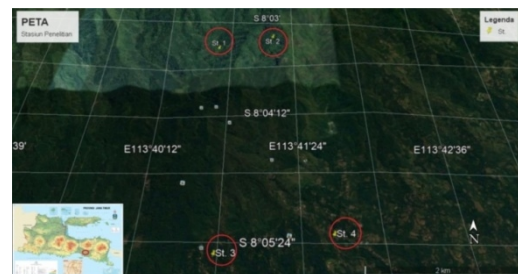 PETA
Stasiun Penelitian
S 8°03'
Legenda
St.
St. 1
St. 2
S 8°04'12"
39'
E113°40'12"
E113°41'24"
E113°42'36"
St. 3
S 8°05'24"
St. 4
N
2 km